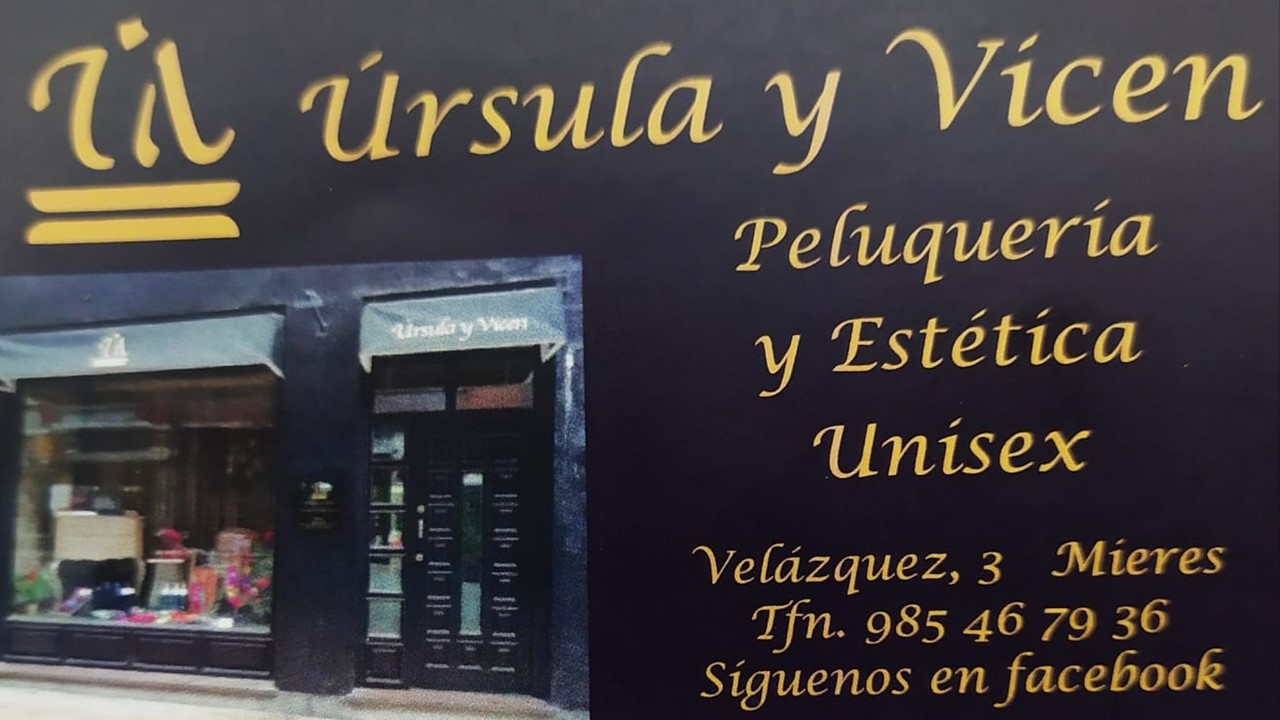 Úrsula y Vicen
Peluquería
y Estética
Unisex
Velázquez, 3 Mieres
Tfn. 985 46 79 36
Síguenos en facebook
Úrsula y Vicen